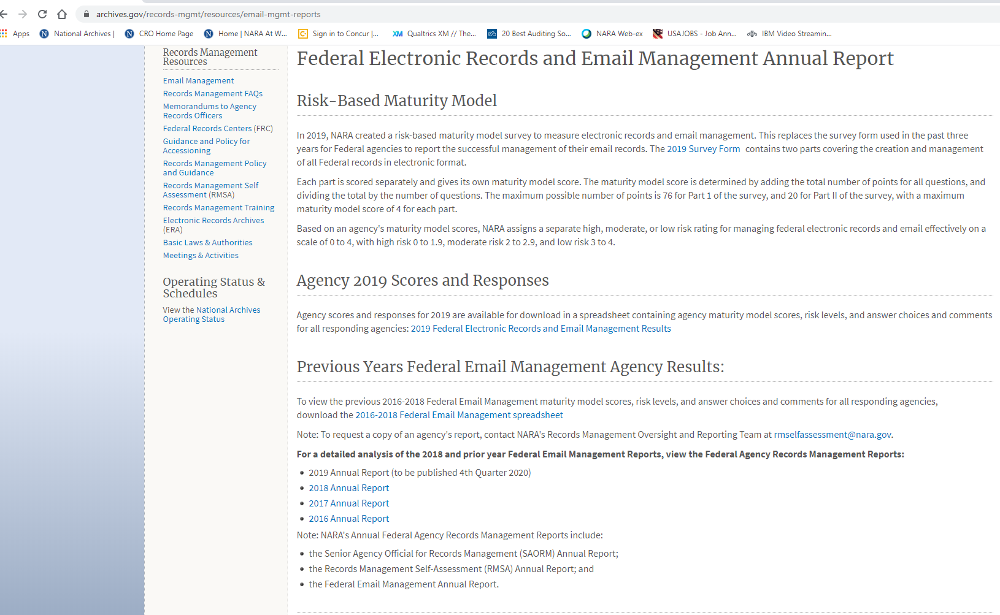 archives.gov/records-mgmt/resources/email-mgmt-reports
Apps National Archives | CRO Home Page Home | NARA At W... Sign in to Concur |... XM Qualtrics XM // The... 20 Best Auditing So... NARA Web-ex USAJOBS - Job Ann... IBM Video Streamin...
Records Management
Resources
Email Management
Records Management FAQs
Memorandums to Agency
Records Officers
Federal Records Centers (FRC)
Guidance and Policy for
Accessioning
Records Management Policy
and Guidance
Records Management Self
Assessment (RMSA)
Records Management Training
Electronic Records Archives
(ERA)
Basic Laws & Authorities
Meetings & Activities
Operating Status &
Schedules
View the National Archives
Operating Status
Federal Electronic Records and Email Management Annual Report
Risk-Based Maturity Model
In 2019, NARA created a risk-based maturity model survey to measure electronic records and email management. This replaces the survey form used in the past three
years for Federal agencies to report the successful management of their email records. The 2019 Survey Form contains two parts covering the creation and management
of all Federal records in electronic format.
Each part is scored separately and gives its own maturity model score. The maturity model score is determined by adding the total number of points for all questions, and
dividing the total by the number of questions. The maximum possible number of points is 76 for Part 1 of the survey, and 20 for Part II of the survey, with a maximum
maturity model score of 4 for each part.
Based on an agency's maturity model scores, NARA assigns a separate high, moderate, or low risk rating for managing federal electronic records and email effectively on a
scale of 0 to 4, with high risk 0 to 1.9, moderate risk 2 to 2.9, and low risk 3 to 4.
Agency 2019 Scores and Responses
Agency scores and responses for 2019 are available for download in a spreadsheet containing agency maturity model scores, risk levels, and answer choices and comments
for all responding agencies: 2019 Federal Electronic Records and Email Management Results
Previous Years Federal Email Management Agency Results:
To view the previous 2016-2018 Federal Email Management maturity model scores, risk levels, and answer choices and comments for all responding agencies,
download the 2016-2018 Federal Email Management spreadsheet
Note: To request a copy of an agency's report, contact NARA's Records Management Oversight and Reporting Team at rmselfassessment@nara.gov.
For a detailed analysis of the 2018 and prior year Federal Email Management Reports, view the Federal Agency Records Management Reports:
• 2019 Annual Report (to be published 4th Quarter 2020)
• 2018 Annual Report
• 2017 Annual Report
• 2016 Annual Report
Note: NARA's Annual Federal Agency Records Management Reports include:
• the Senior Agency Official for Records Management (SAORM) Annual Report;
• the Records Management Self-Assessment (RMSA) Annual Report; and
• the Federal Email Management Annual Report.